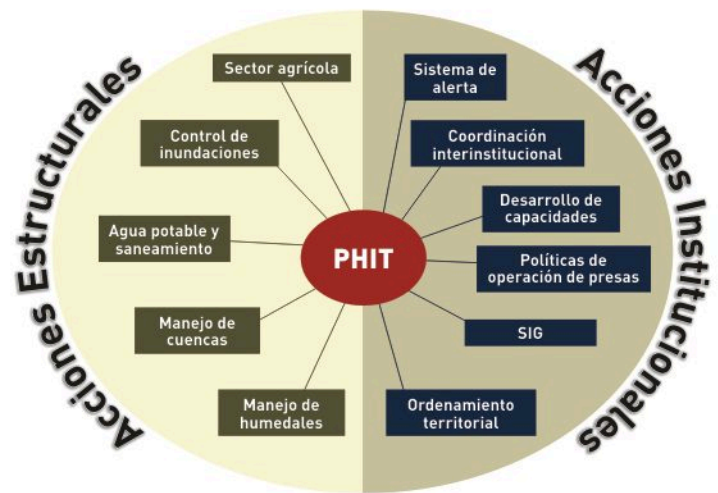 Acciones Estructurales
Sector agrícola
Control de
inundaciones
Agua potable y
saneamiento
Manejo de
cuencas
Manejo de
humedales
PHIT
Sistema de
alerta
Coordinación
interinstitucional
Desarrollo de
capacidades
Políticas de
operación de presas
SIG
Ordenamiento
territorial
Acciones Institucionales